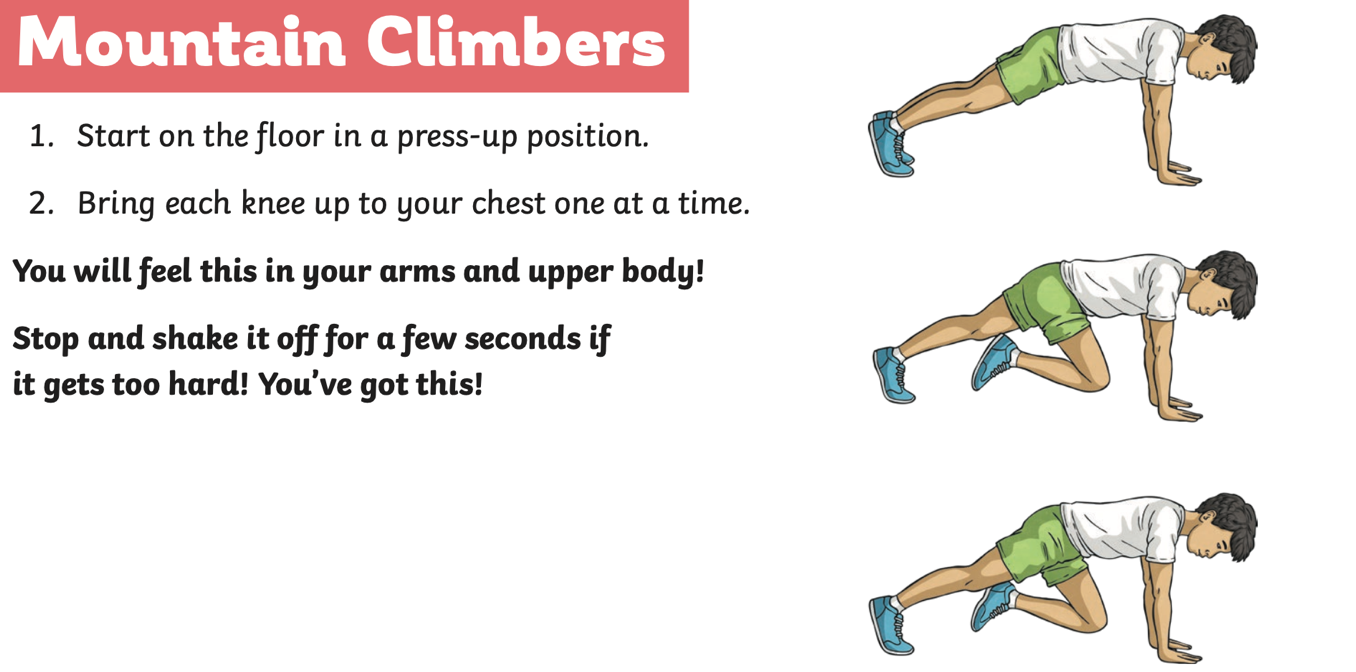 Mountain Climbers
1. Start on the floor in a press-up position.
2. Bring each knee up to your chest one at a time.
You will feel this in your arms and upper body!
Stop and shake it off for a few seconds if
it gets too hard! You’ve got this!